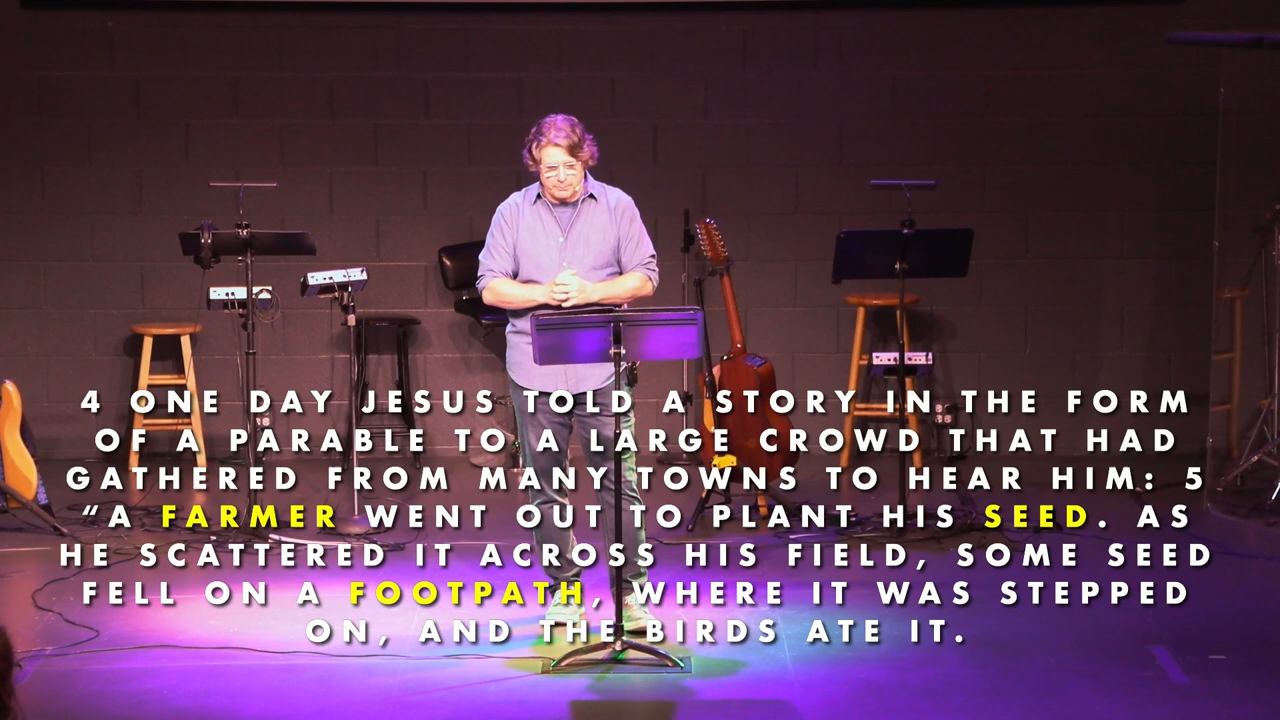 4 ONE DAY JESUS TOLD A STORY IN THE FORM
OF A PARABLE TO A LARGE CROWD THAT HAD
GATHERED FROM MANY TOWNS TO HEAR HIM: 5
“A FARMER WENT OUT TO PLANT HIS SEED. AS
HE SCATTERED IT ACROSS HIS FIELD, SOME SEED
FELL ON A FOOTPATH, WHERE IT WAS STEPPED
ON, AND THE BIRDS ATE IT.